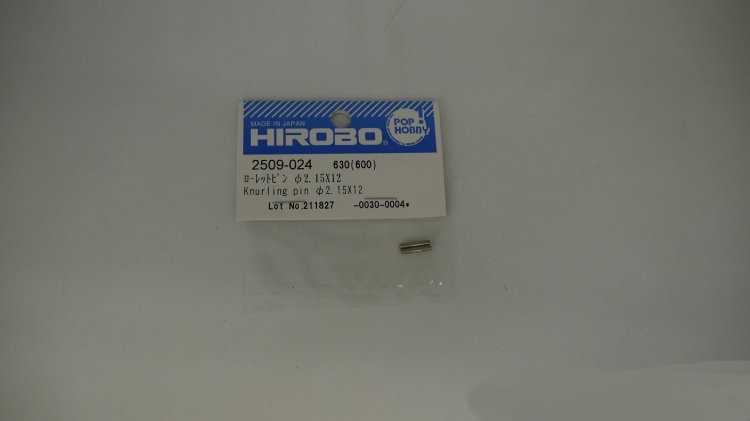 MADE IN JAPAN
HIROBO®
POP
HOBBY!
2509-024 630(600)
ﾛｰﾚｯﾄﾋﾟﾝ φ2.15X12
Knurling pin φ2.15X12
Lot No.211827 -0030-0004*